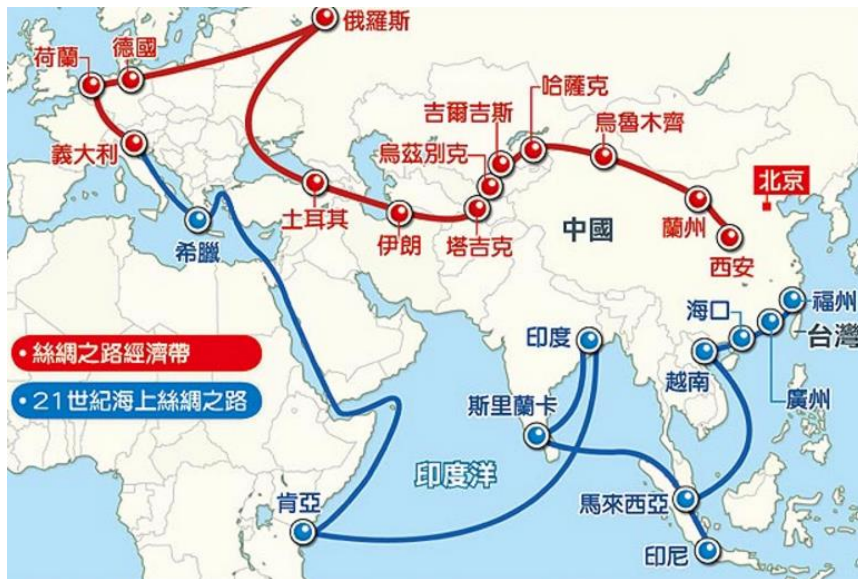 俄羅斯
荷蘭
德國
哈薩克
吉爾吉斯
烏魯木齊
義大利
烏茲別克
北京
土耳其
伊朗
塔吉克
中國
蘭州
希臘
西安
海口
福州
印度
台灣
• 絲綢之路經濟帶
越南
• 21世紀海上絲綢之路
斯里蘭卡
廣州
印度洋
肯亞
馬來西亞
印尼